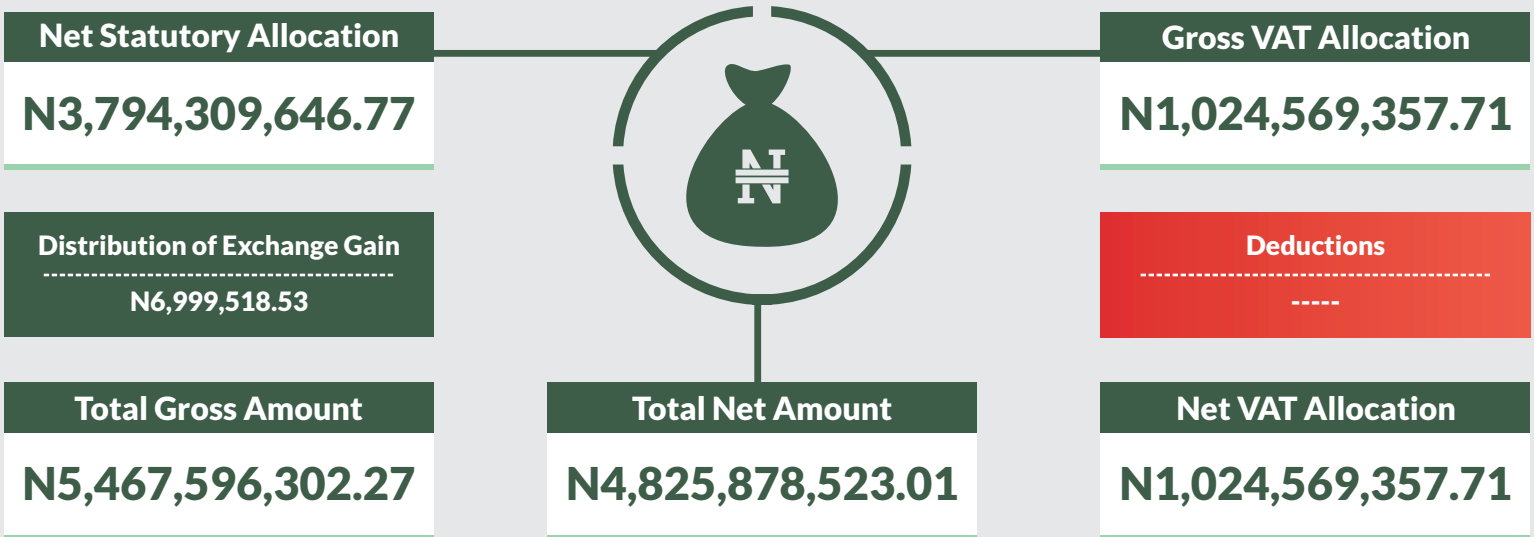 Net Statutory Allocation
N3,794,309,646.77
Gross VAT Allocation
N1,024,569,357.71
₦
Distribution of Exchange Gain
N6,999,518.53
Deductions
-----
Total Gross Amount
N5,467,596,302.27
Total Net Amount
N4,825,878,523.01
Net VAT Allocation
N1,024,569,357.71